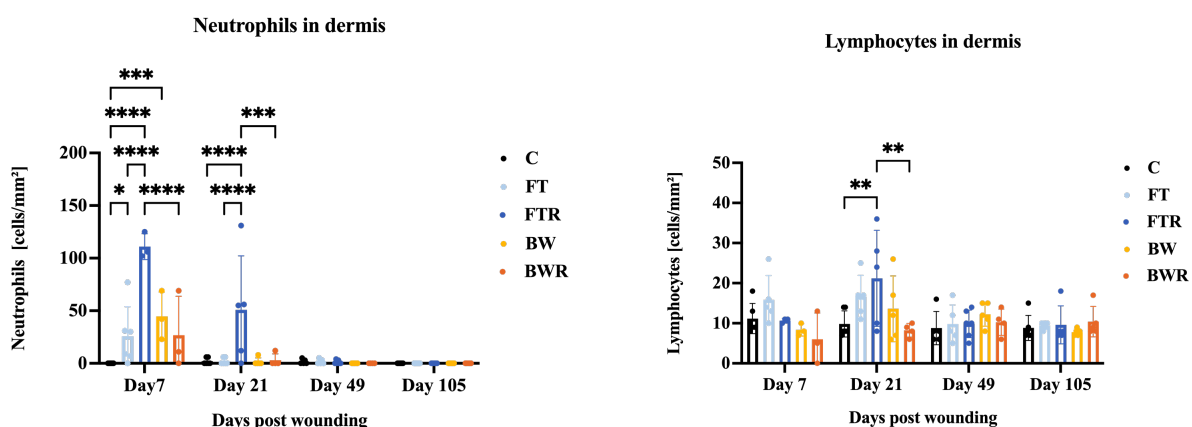 Neutrophils in dermis
***
****
***
****
****
*
****
****
Neutrophils [cells/mm²]
200
150
100
50
0
Day7
Day 21
Day 49
Day 105
Days post wounding
C
FT
FTR
BW
BWR
Lymphocytes in dermis
**
**
Lymphocytes [cells/mm²]
50
40
30
20
10
0
Day 7
Day 21
Day 49
Day 105
Days post wounding
C
FT
FTR
BW
BWR